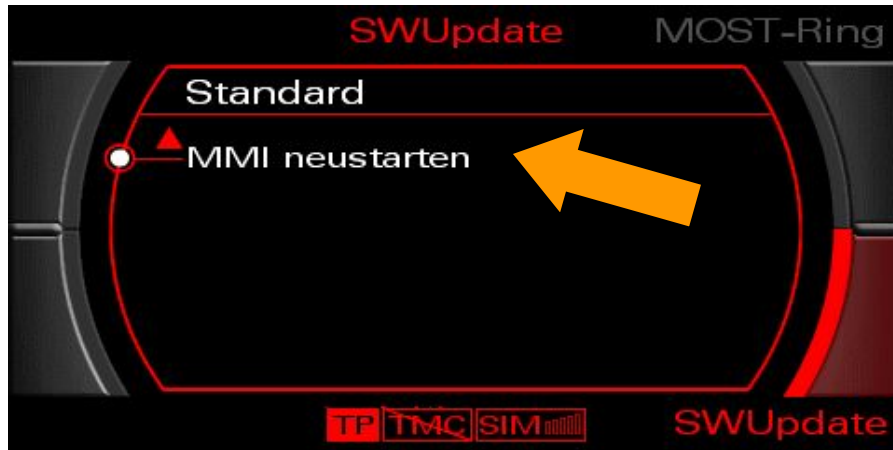 SWUpdate MOST-Ring
Standard
MMI neustarten
TP TMC SIM SWUpdate